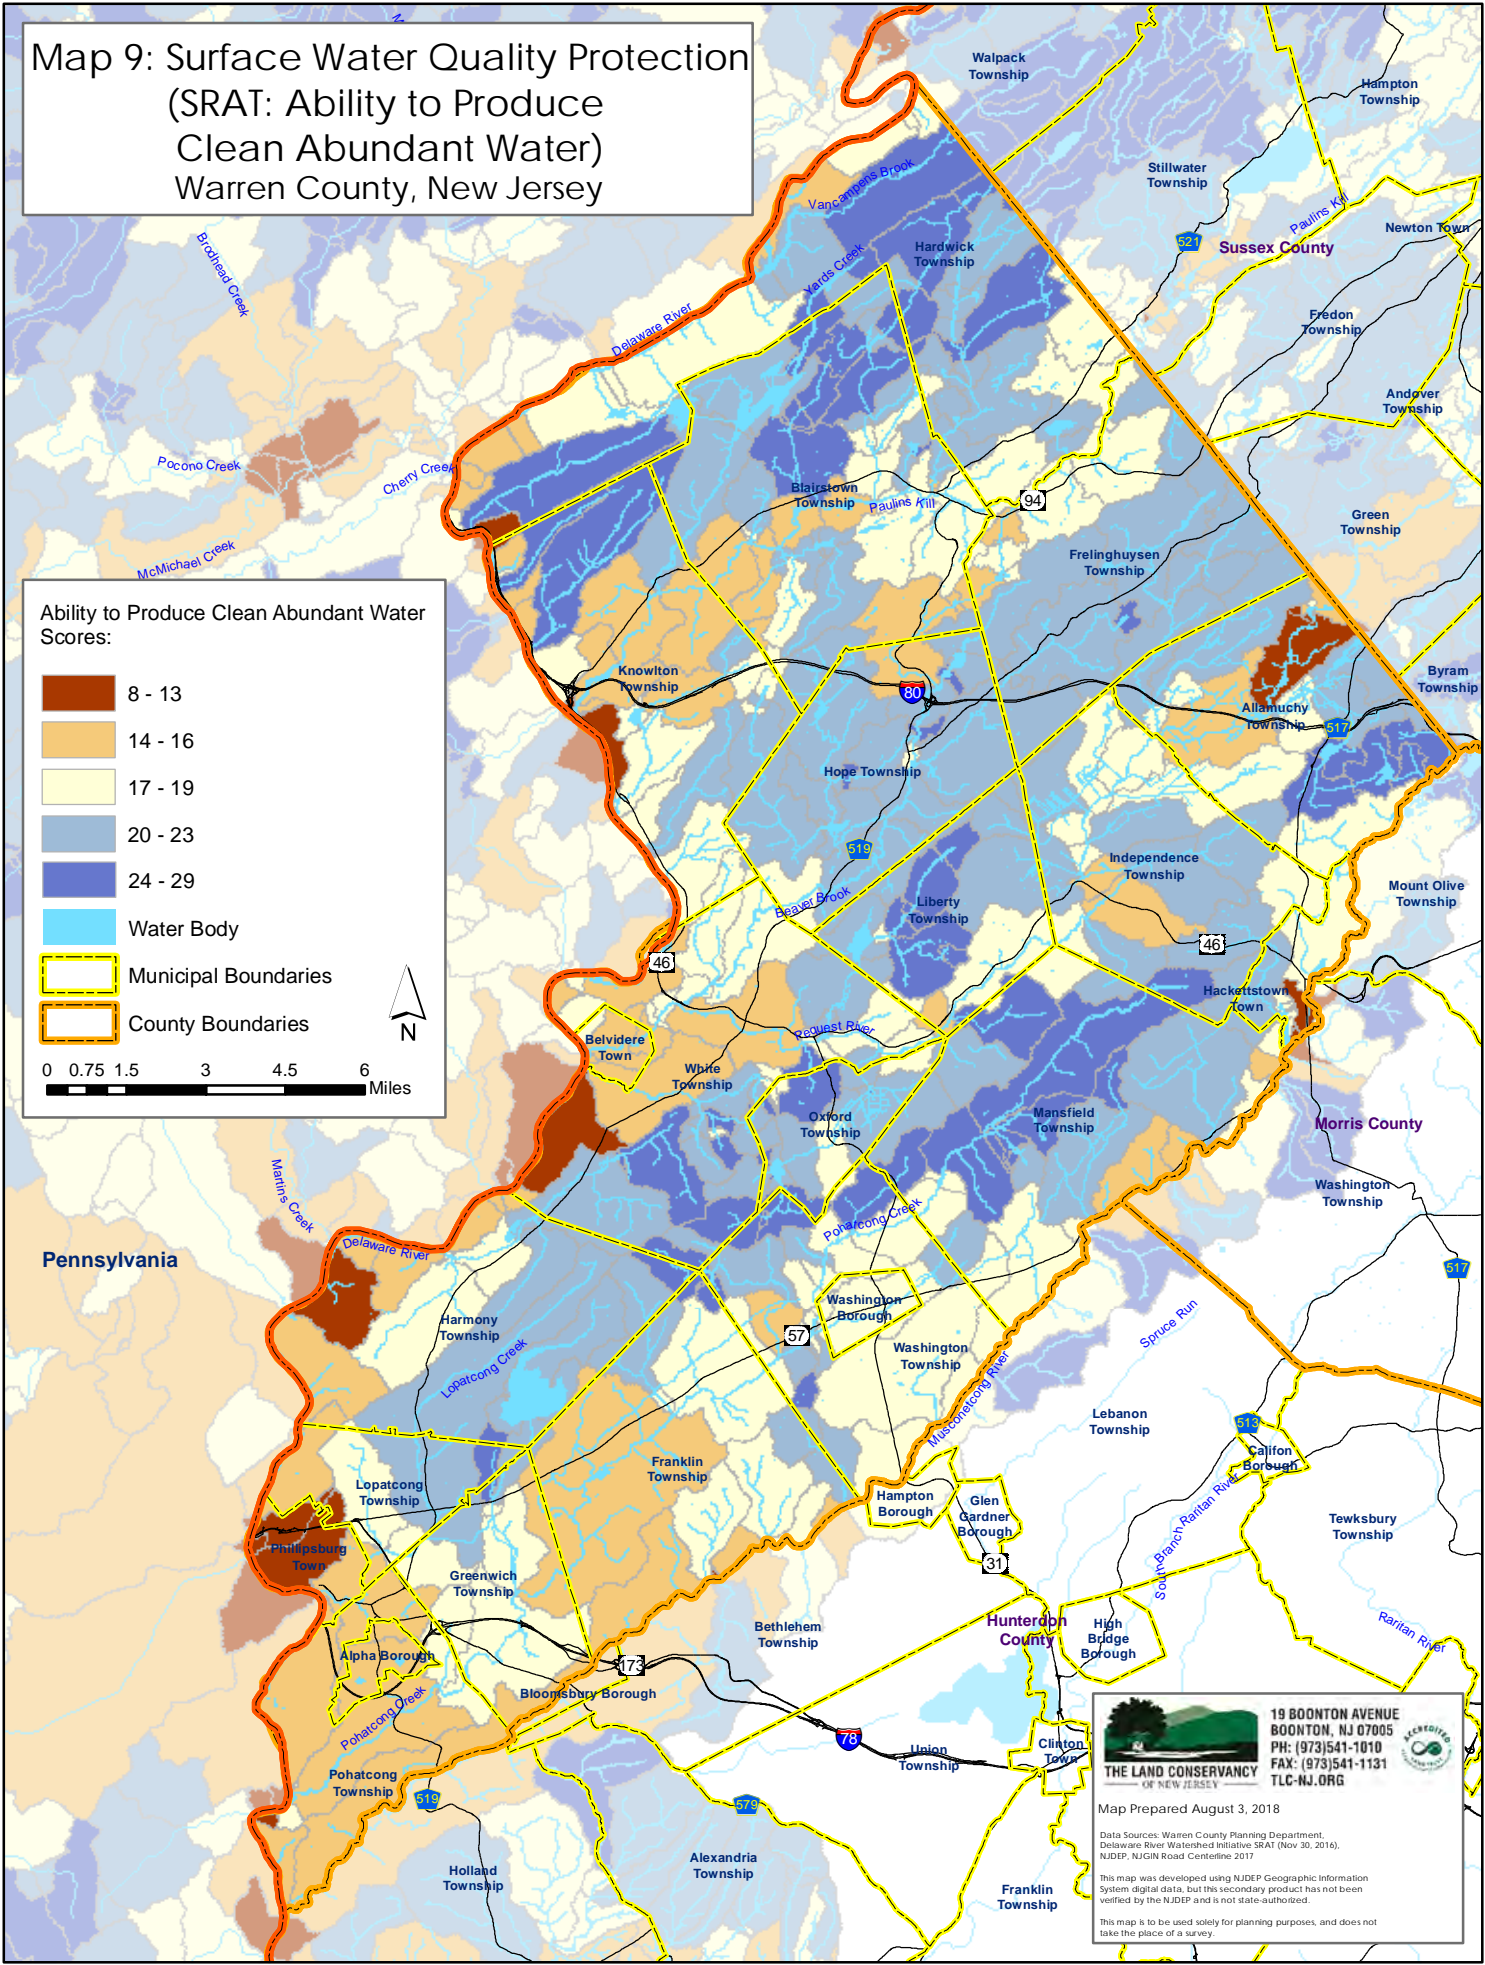 Map 9: Surface Water Quality Protection
(SRAT: Ability to Produce
Clean Abundant Water)
Warren County, New Jersey
Walpack
Township
Hampton
Township
Stillwater
Township
Vancampens Brook
Paulins Kill
Newton Town
521
Sussex County
Brodhead Creek
Hardwick
Township
Yards Creek
Fredon
Township
Delaware River
Andover
Township
Pocono Creek
Cherry Creek
Blairstown
Township
Paulins Kill
94
Green
Township
McMichael Creek
Frelinghuysen
Township
Ability to Produce Clean Abundant Water
Scores:
8 - 13
14 - 16
17 - 19
20 - 23
24 - 29
Water Body
Municipal Boundaries
County Boundaries
N
0 0.75 1.5 3 4.5 6
Miles
Knowlton
Township
80
Byram
Township
Allamuchy
Township
517
Hope Township
519
Independence
Township
Mount Olive
Township
Beaver Brook
Liberty
Township
46
46
Hackettstown
Town
Belvidere
Town
Request River
White
Township
Oxford
Township
Mansfield
Township
Morris County
Martins Creek
Washington
Township
Pohatcong Creek
Pennsylvania
Delaware River
517
Washington
Borough
Harmony
Township
57
Spruce Run
Washington
Township
Lopatcong Creek
Musconetcong River
Lebanon
Township
513
Califon
Borough
Franklin
Township
Lopatcong
Township
Hampton
Borough
Glen
Gardner
Borough
South Branch Raritan River
Tewksbury
Township
Phillipsburg
Town
31
Greenwich
Township
Hunterdon
County
High
Bridge
Borough
Raritan River
Bethlehem
Township
Alpha Borough
173
Bloomsbury Borough
Pohatcong Creek
78
Union
Township
Clinton
Town
Pohatcong
Township
519
579
Holland
Township
Alexandria
Township
Franklin
Township
THE LAND CONSERVANCY
OF NEW JERSEY
19 BOONTON AVENUE
BOONTON, NJ 07005
PH: (973)541-1010
FAX: (973)541-1131
TLC-NJ.ORG
ACCREDITED
Map Prepared August 3, 2018
Data Sources: Warren County Planning Department,
Delaware River Watershed Initiative SRAT (Nov 30, 2016),
NJDEP, NJGIN Road Centerline 2017
This map was developed using NJDEP Geographic Information
System digital data, but this secondary product has not been
verified by the NJDEP and is not state-authorized.
This map is to be used solely for planning purposes, and does not
take the place of a survey.